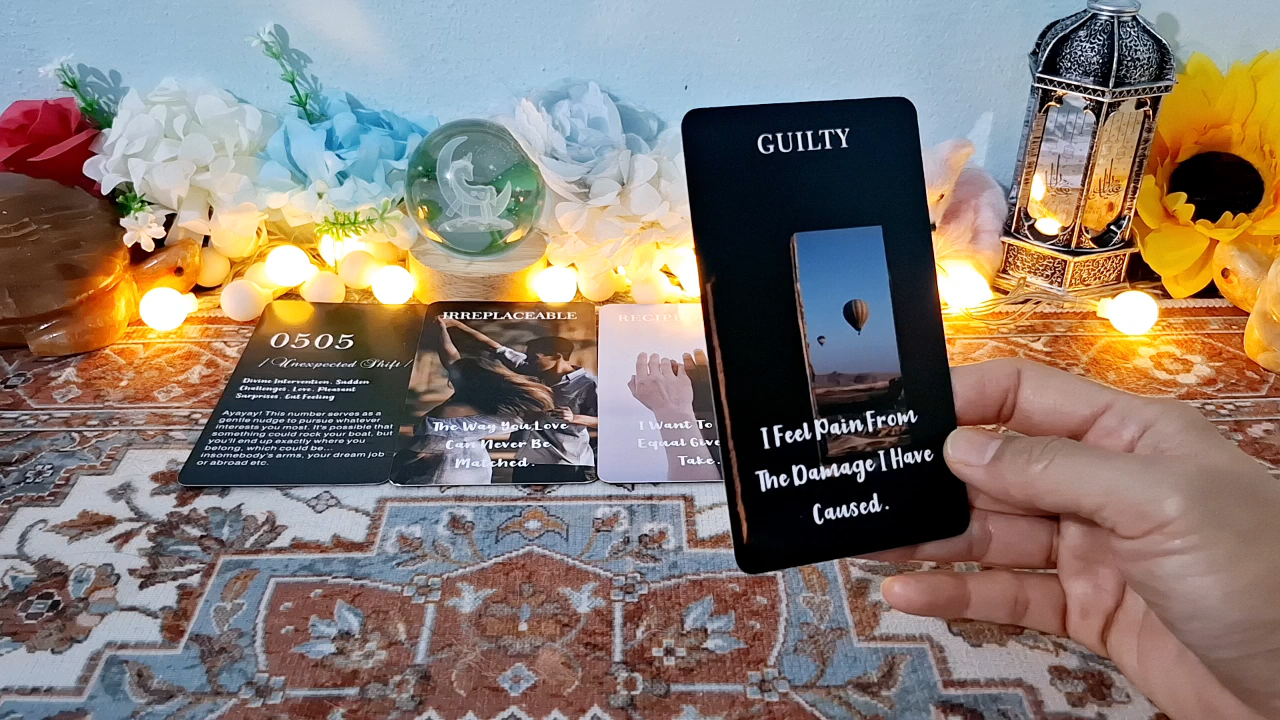 0505
/ Unexpected Shift /
Divine Intervention, Sudden
Challenges, Love, Pleasant
Surprises, Gut Feeling
Ayayay! This number serves as a
gentle nudge to pursue whatever
interests you most. It's possible that
something could rock your boat, but
you'll end up exactly where you
belong, which could be...
insomebody's arms, your dream job
or abroad etc.
IRREPLACEABLE
The Way You Love
Can Never Be
Matched.
RECIP
I Want To
Equal Give
Take.
GUILTY
I Feel Pain From
The Damage I Have
Caused.